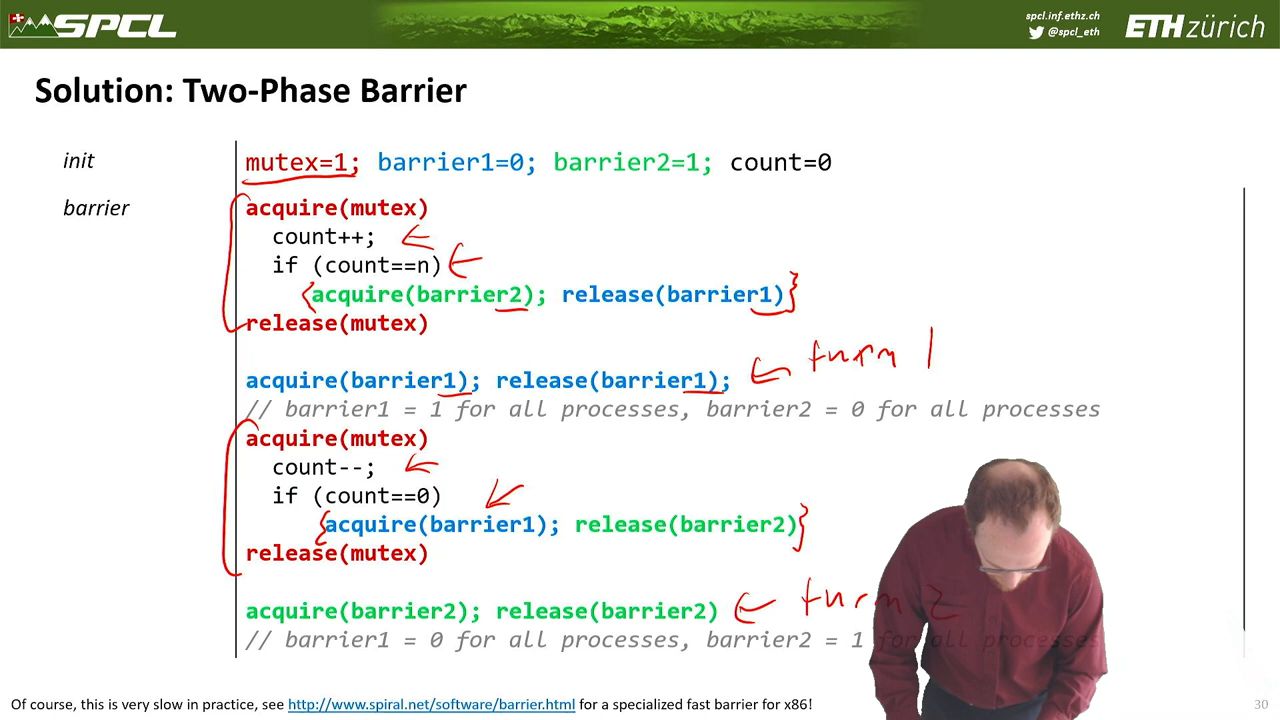 SPCL
spcl.inf.ethz.ch
@spcl_eth
ETH zürich
Solution: Two-Phase Barrier
init
mutex=1; barrier1=0; barrier2=1; count=0
barrier
acquire(mutex)
count++;
if (count==n)
{acquire(barrier2); release(barrier1)}
release(mutex)
turn 1
acquire(barrier1); release(barrier1);
// barrier1 = 1 for all processes, barrier2 = 0 for all processes
acquire(mutex)
count--;
if (count==0)
{acquire(barrier1); release(barrier2)}
release(mutex)
acquire(barrier2); release(barrier2)
turn 2
// barrier1 = 0 for all processes, barrier2 = 1 for all processes
Of course, this is very slow in practice, see http://www.spiral.net/software/barrier.html for a specialized fast barrier for x86!
30